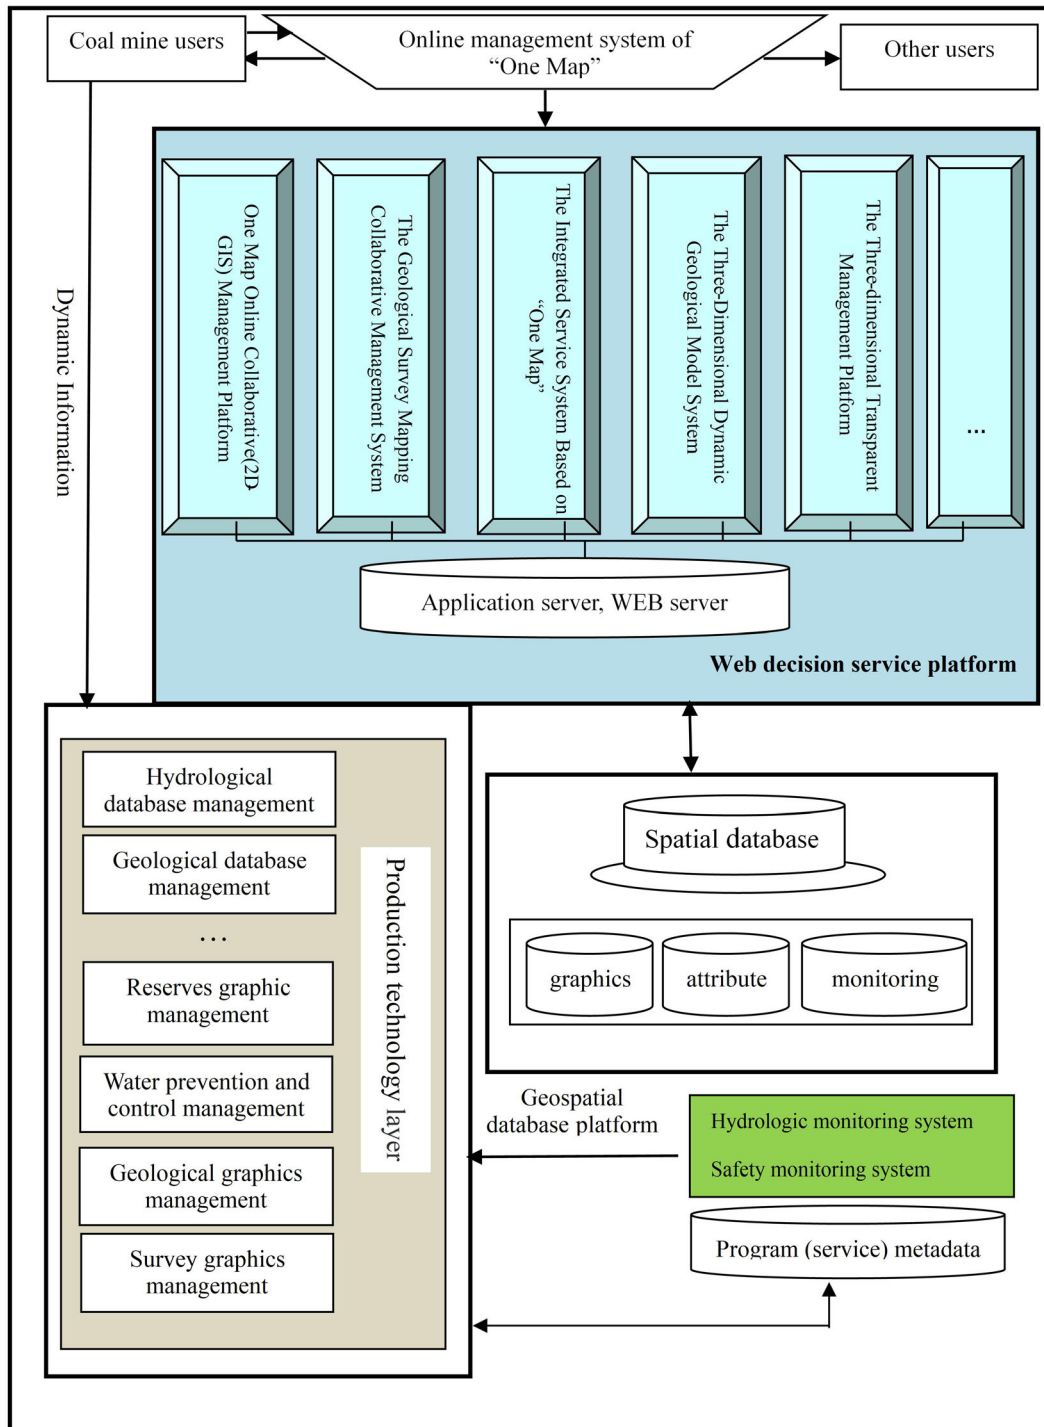 Coal mine users
Online management system of
“One Map”
Other users
Dynamic Information
One Map Online Collaborative(2D-
GIS) Management Platform
The Geological Survey Mapping
Collaborative Management System
The Integrated Service System Based on
“One Map”
The Three-Dimensional Dynamic
Geological Model System
The Three-dimensional Transparent
Management Platform
...
Application server, WEB server
Web decision service platform
Hydrological
database management
Geological database
management
...
Reserves graphic
management
Water prevention and
control management
Geological graphics
management
Survey graphics
management
Production technology
layer
Spatial database
graphics
attribute
monitoring
Geospatial
database platform
Hydrologic monitoring system
Safety monitoring system
Program (service) metadata